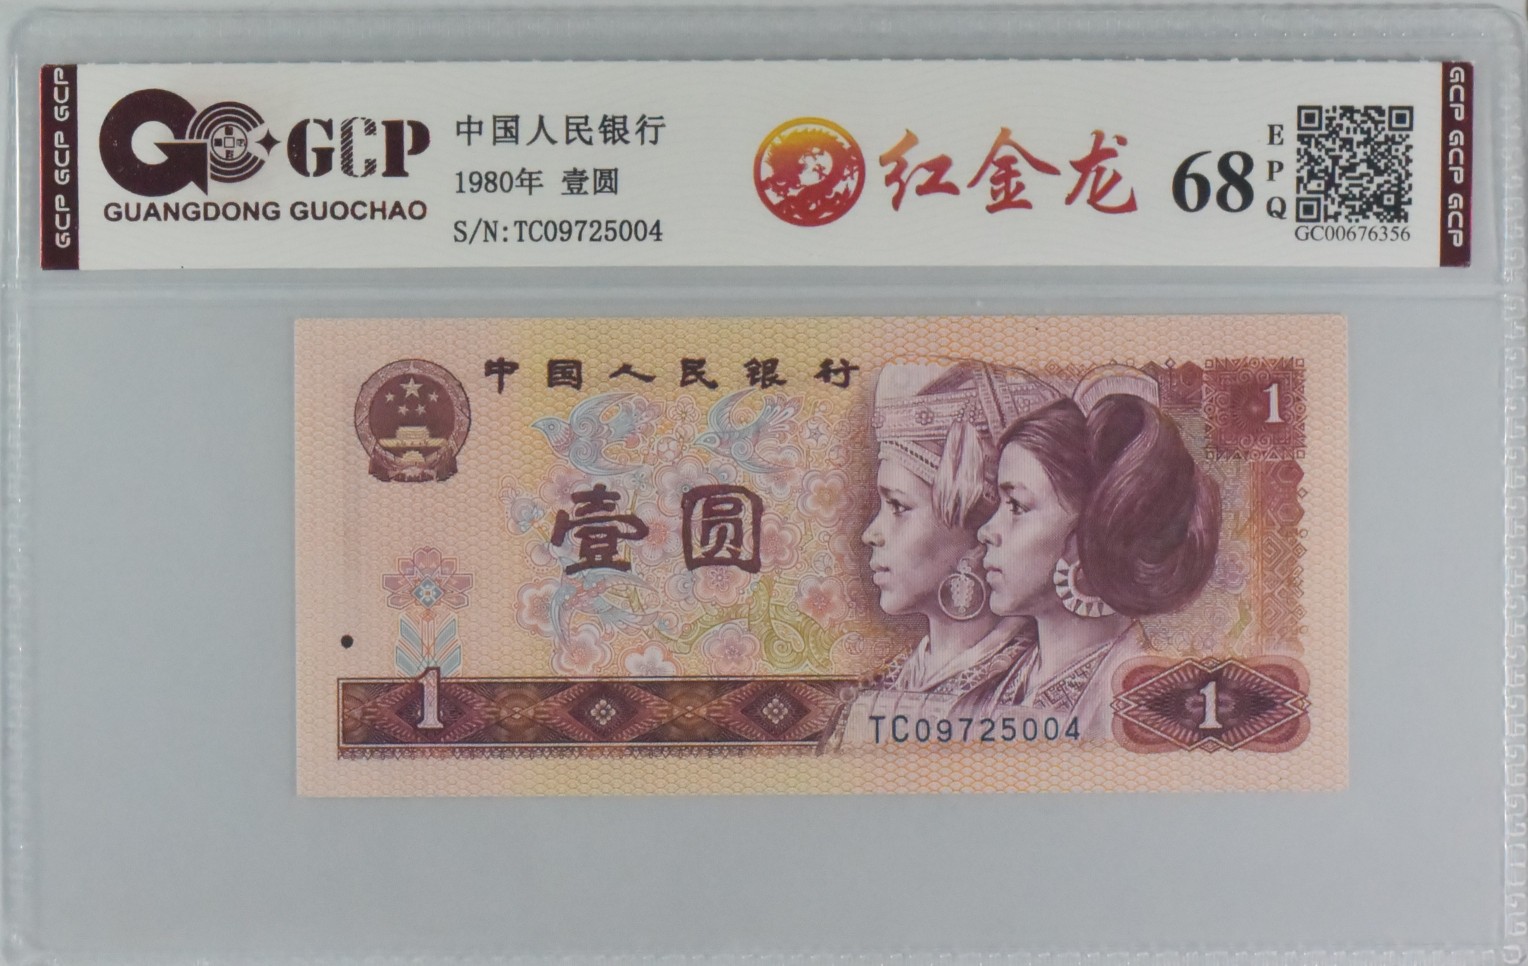 GCP GCP GCP
GCP
GUANGDONG GUOCHAO
中国人民银行
1980年 壹圆
S/N:TC09725004
红金龙
68
EPQ
GC00676356
GCP GCP GCP GCP
中国人民银行
1
壹圆
1
TC09725004
1